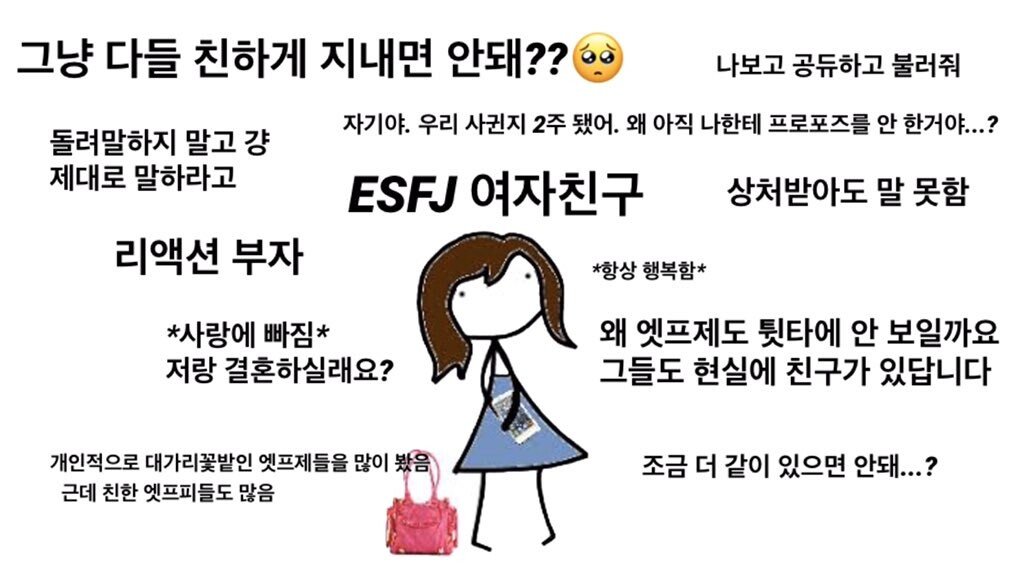 그냥 다들 친하게 지내면 안돼??🥺
나보고 공듀하고 불러줘
자기야. 우리 사귄지 2주 됐어. 왜 아직 나한테 프로포즈를 안 한거야...?
돌려말하지 말고 걍
제대로 말하라고
ESFJ 여자친구
상처받아도 말 못함
리액션 부자
*항상 행복함*
*사랑에 빠짐*
저랑 결혼하실래요?
왜 엣프제도 튓타에 안 보일까요
그들도 현실에 친구가 있답니다
개인적으로 대가리꽃밭인 엣프제들을 많이 봤음
근데 친한 엣프피들도 많음
조금 더 같이 있으면 안돼...?